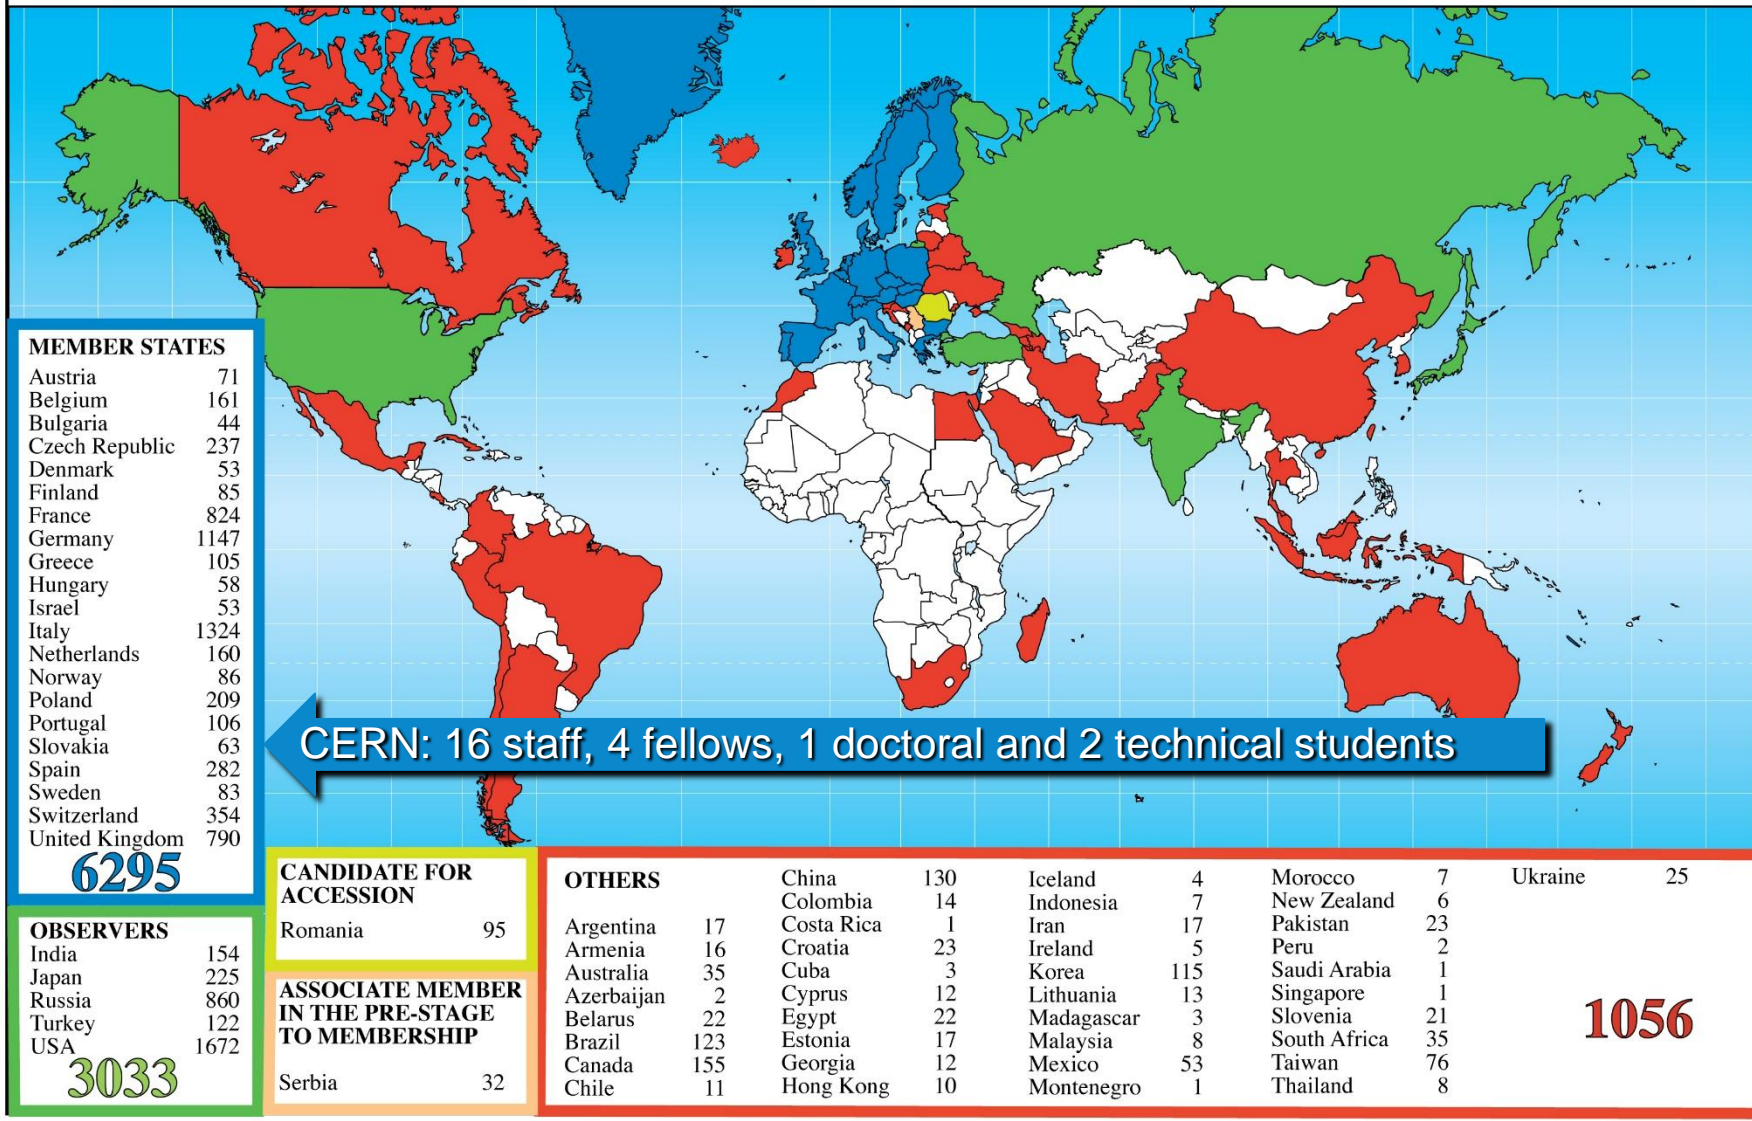 MEMBER STATES
Austria 71
Belgium 161
Bulgaria 44
Czech Republic 237
Denmark 53
Finland 85
France 824
Germany 1147
Greece 105
Hungary 58
Israel 53
Italy 1324
Netherlands 160
Norway 86
Poland 209
Portugal 106
Slovakia 63
Spain 282
Sweden 83
Switzerland 354
United Kingdom 790
6295
CERN: 16 staff, 4 fellows, 1 doctoral and 2 technical students
OBSERVERS
India 154
Japan 225
Russia 860
Turkey 122
USA 1672
3033
CANDIDATE FOR
ACCESSION
Romania 95
ASSOCIATE MEMBER
IN THE PRE-STAGE
TO MEMBERSHIP
Serbia 32
OTHERS
Argentina 17
Armenia 16
Australia 35
Azerbaijan 2
Belarus 22
Brazil 123
Canada 155
Chile 11
China 130
Colombia 14
Costa Rica 1
Croatia 23
Cuba 3
Cyprus 12
Egypt 22
Estonia 17
Georgia 12
Hong Kong 10
Iceland 4
Indonesia 7
Iran 17
Ireland 5
Korea 115
Lithuania 13
Madagascar 3
Malaysia 8
Mexico 53
Montenegro 1
Morocco 7
New Zealand 6
Pakistan 23
Peru 2
Saudi Arabia 1
Singapore 1
Slovenia 21
South Africa 35
Taiwan 76
Thailand 8
Ukraine 25
1056